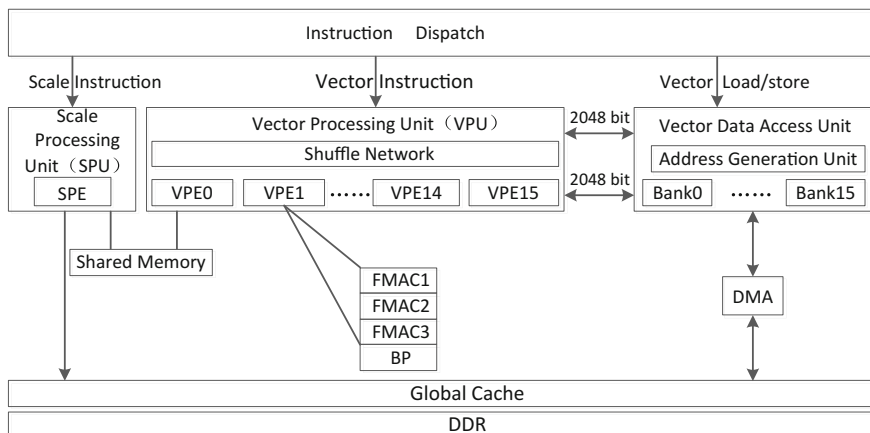 Instruction Dispatch
Scale Instruction
Vector Instruction
Vector Load/store
Scale
Processing
Unit（SPU）
SPE
Vector Processing Unit（VPU）
Shuffle Network
VPE0
VPE1
......
VPE14
VPE15
2048 bit
2048 bit
Vector Data Access Unit
Address Generation Unit
Bank0
......
Bank15
Shared Memory
FMAC1
FMAC2
FMAC3
BP
DMA
Global Cache
DDR